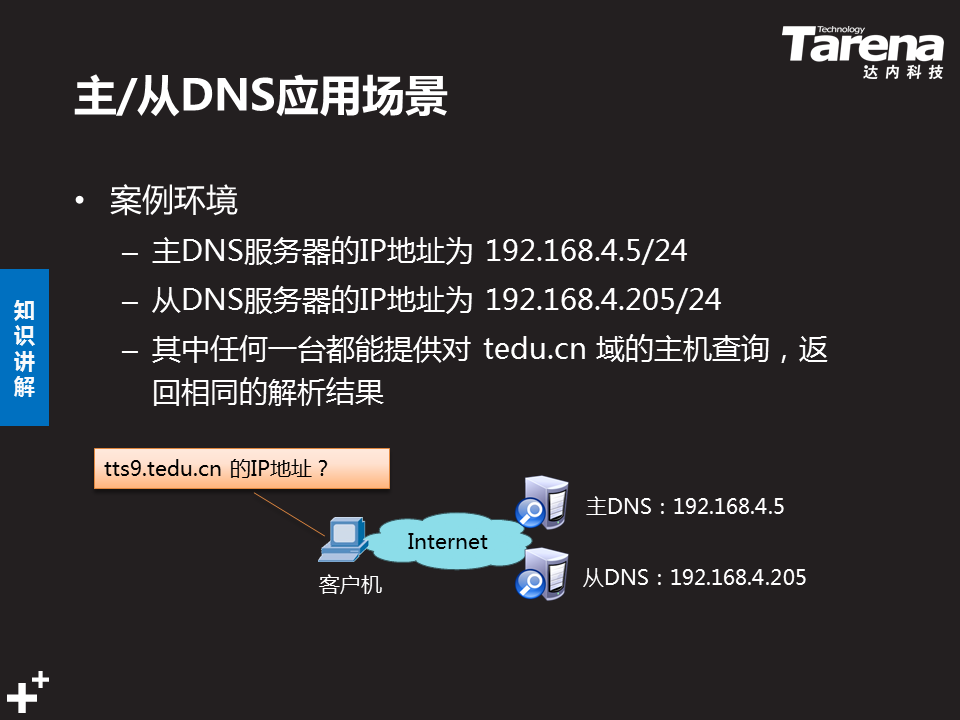 Technology
Tarena
达内科技
主/从DNS应用场景
• 案例环境
– 主DNS服务器的IP地址为 192.168.4.5/24
– 从DNS服务器的IP地址为 192.168.4.205/24
– 其中任何一台都能提供对 tedu.cn 域的主机查询，返
回相同的解析结果
知
识
讲
解
tts9.tedu.cn 的IP地址？
主DNS：192.168.4.5
Internet
从DNS：192.168.4.205
客户机